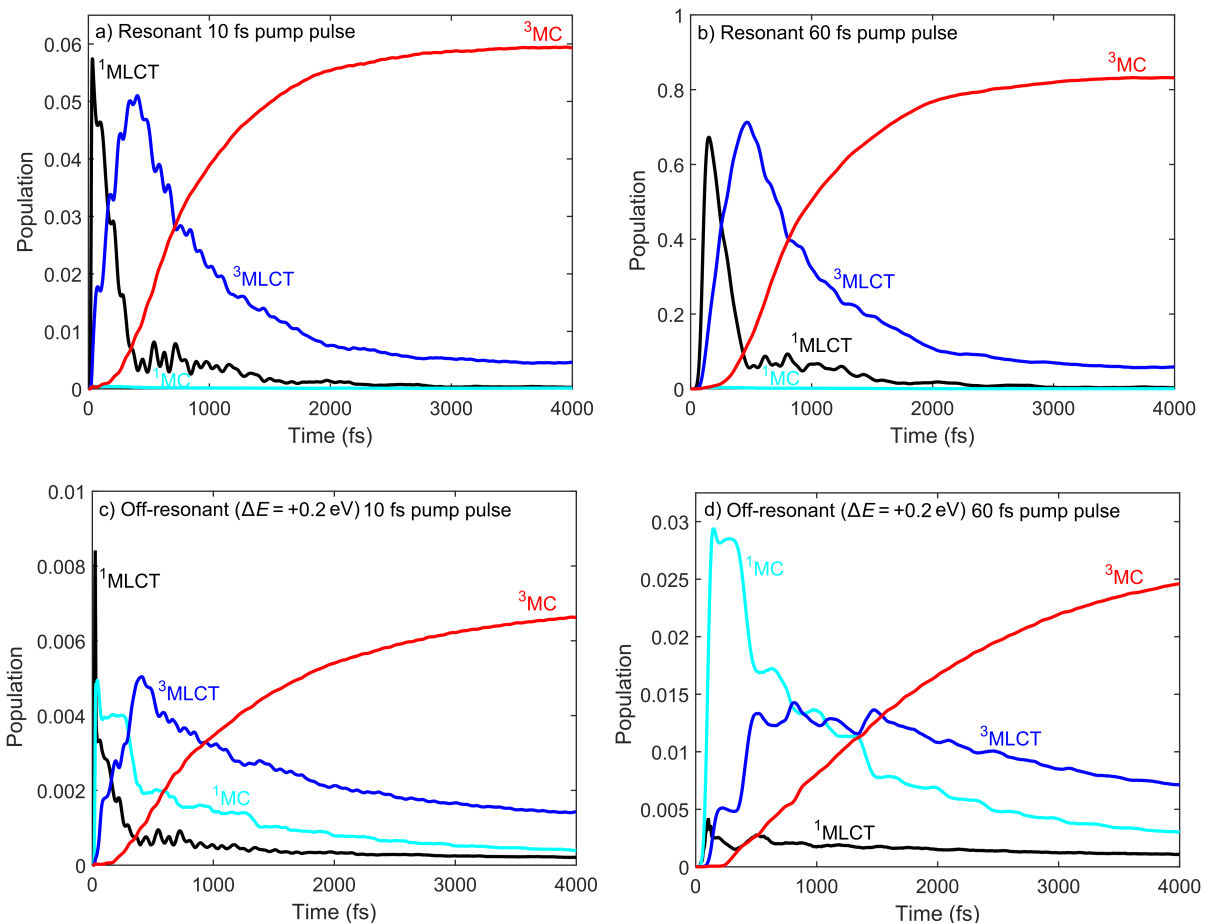 a) Resonant 10 fs pump pulse
³MC
¹MLCT
³MLCT
¹MC
0.06
0.05
0.04
0.03
0.02
0.01
0
Population
0 1000 2000 3000 4000
Time (fs)
b) Resonant 60 fs pump pulse
³MC
³MLCT
¹MLCT
¹MC
1
0.8
0.6
0.4
0.2
0
Population
0 1000 2000 3000 4000
Time (fs)
c) Off-resonant (ΔE = +0.2 eV) 10 fs pump pulse
¹MLCT
³MC
³MLCT
¹MC
0.01
0.008
0.006
0.004
0.002
0
Population
0 1000 2000 3000 4000
Time (fs)
d) Off-resonant (ΔE = +0.2 eV) 60 fs pump pulse
¹MC
³MC
³MLCT
¹MLCT
0.03
0.025
0.02
0.015
0.01
0.005
0
Population
0 1000 2000 3000 4000
Time (fs)